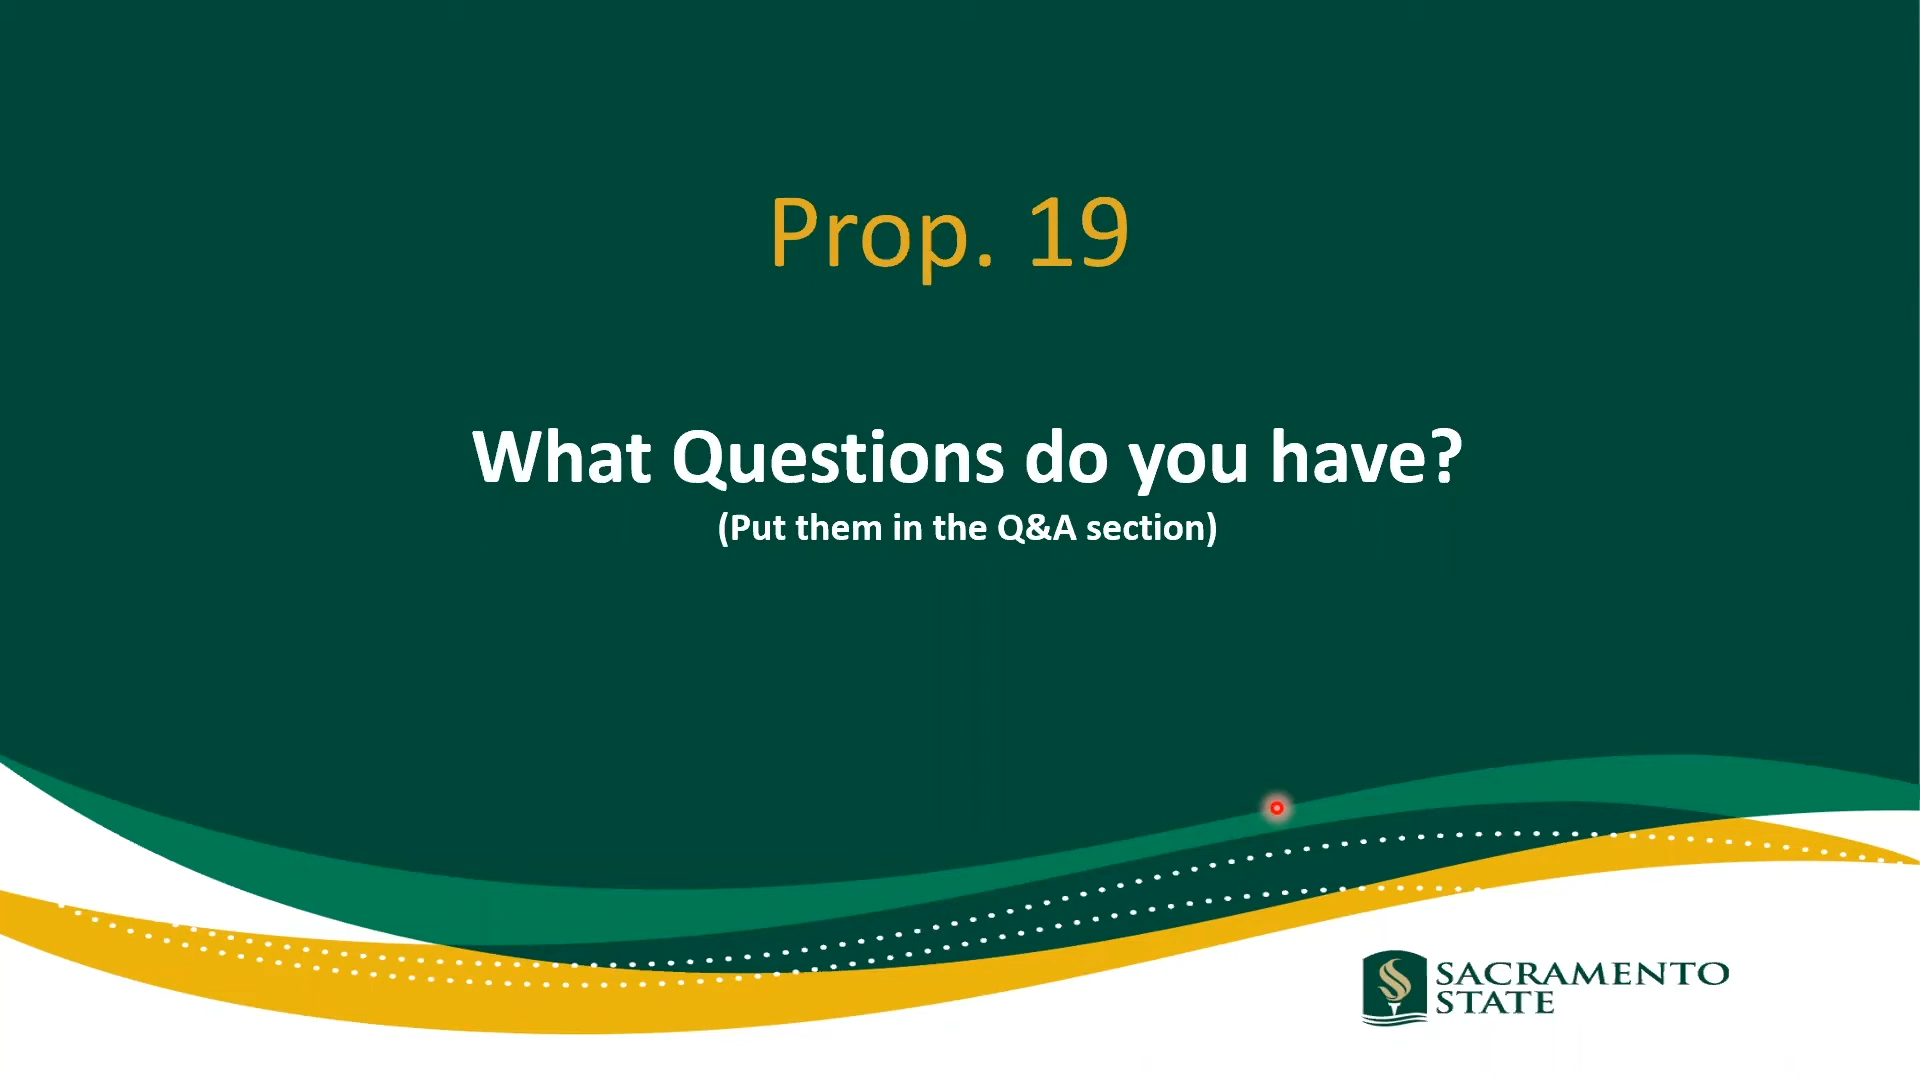 Prop. 19
What Questions do you have?
(Put them in the Q&A section)
SACRAMENTO
STATE